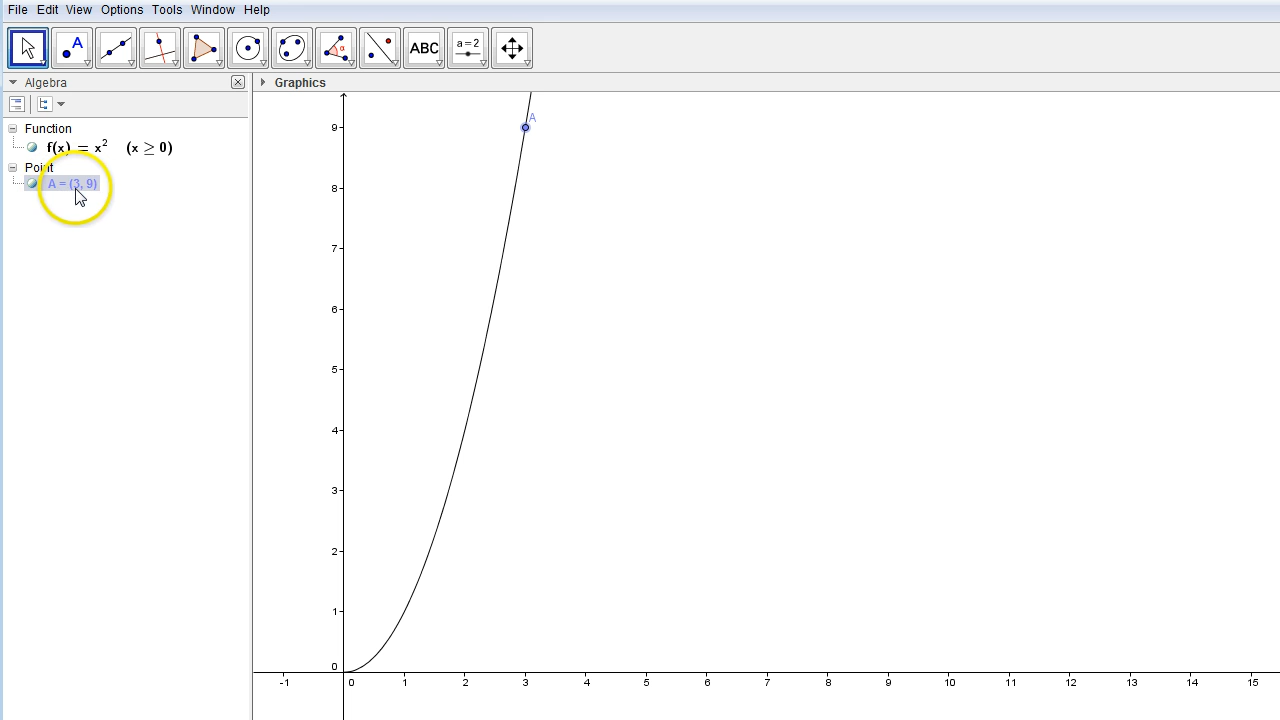 File Edit View Options Tools Window Help
A α ABC a=2
Algebra
Graphics
Function
f(x) = x² (x ≥ 0)
Point
A = (3, 9)
A
9
8
7
6
5
4
3
2
1
0
-1 0 1 2 3 4 5 6 7 8 9 10 11 12 13 14 15